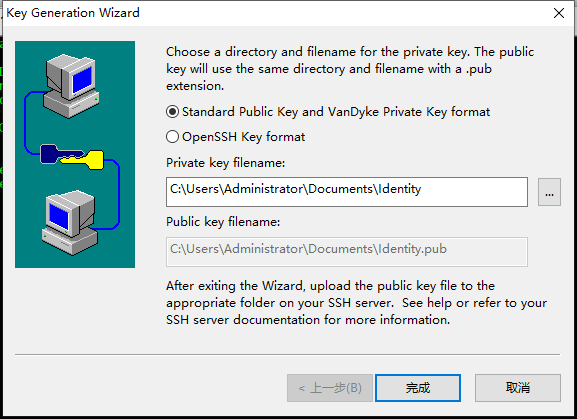 Key Generation Wizard
Choose a directory and filename for the private key. The public
key will use the same directory and filename with a .pub
extension.
Standard Public Key and VanDyke Private Key format
OpenSSH Key format
Private key filename:
C:\Users\Administrator\Documents\Identity
...
Public key filename:
C:\Users\Administrator\Documents\Identity.pub
After exiting the Wizard, upload the public key file to the
appropriate folder on your SSH server.  See help or refer to your
SSH server documentation for more information.
< 上一步(B)
完成
取消